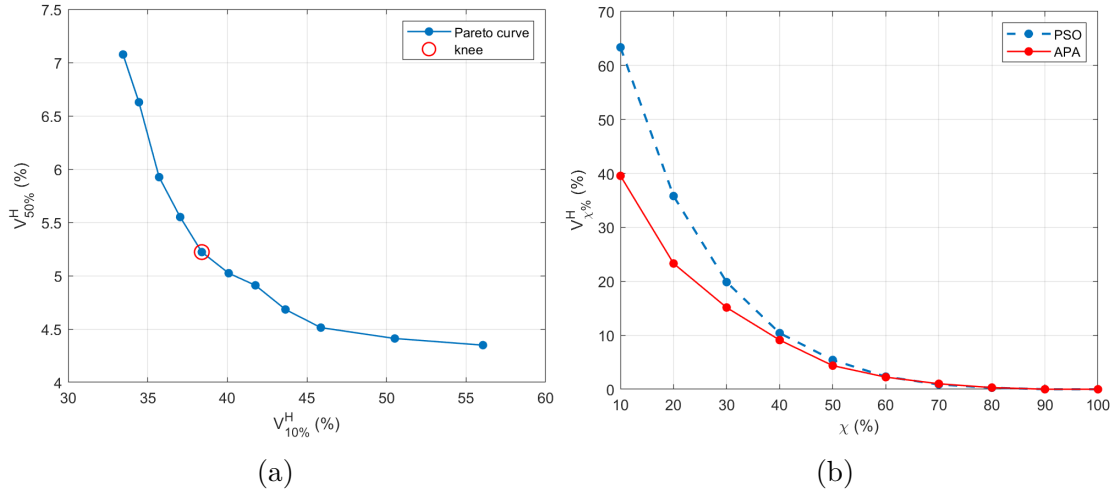 7.5
7
6.5
6
5.5
5
4.5
4
V^H_50% (%)
30 35 40 45 50 55 60
V^H_10% (%)
Pareto curve
knee
(a)
70
60
50
40
30
20
10
0
V^H_χ% (%)
10 20 30 40 50 60 70 80 90 100
χ (%)
PSO
APA
(b)